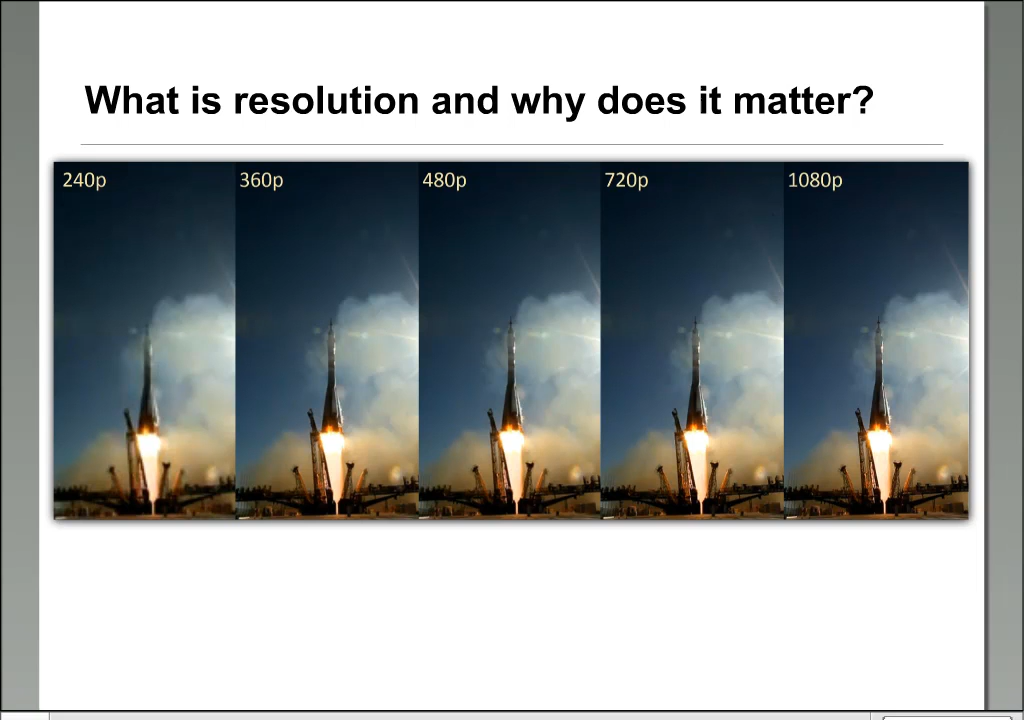 What is resolution and why does it matter?
240p 360p 480p 720p 1080p